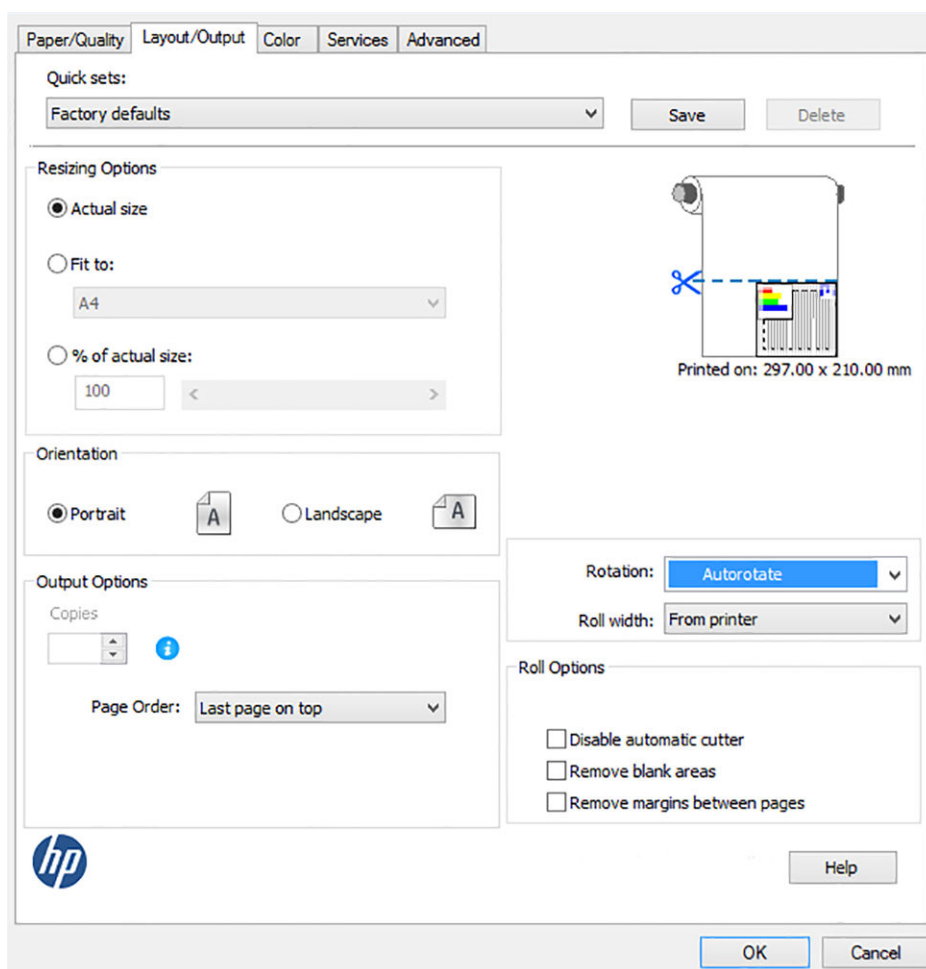 Paper/Quality Layout/Output Color Services Advanced
Quick sets:
Factory defaults Save Delete
Resizing Options
Actual size
Fit to:
A4
% of actual size:
100
Printed on: 297.00 x 210.00 mm
Orientation
Portrait A Landscape A
Rotation: Autorotate
Roll width: From printer
Output Options
Copies
i
Page Order: Last page on top
Roll Options
Disable automatic cutter
Remove blank areas
Remove margins between pages
hp
Help
OK Cancel